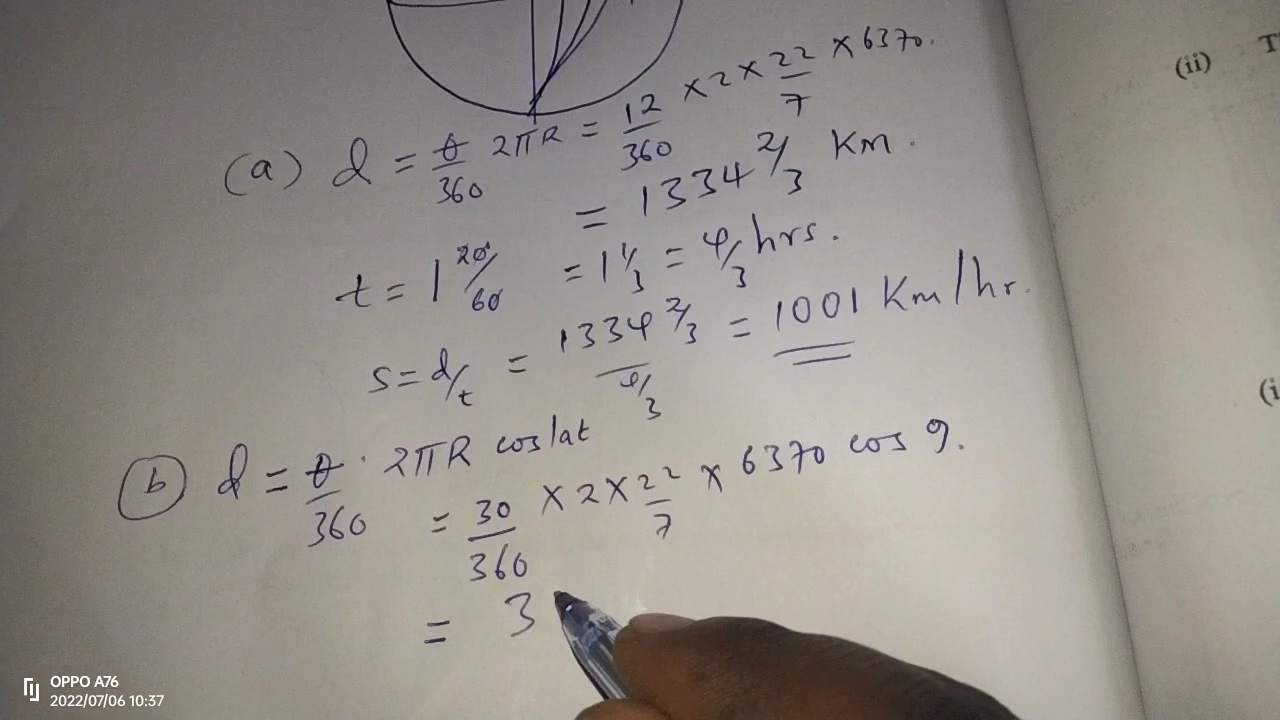 (a) d = θ/360 2πR = 12/360 × 2 × 22/7 × 6370.
= 1334 2/3 Km.
t = 1 20/60 = 1 1/3 = 4/3 hrs.
s = d/t = 1334 2/3 / 4/3 = 1001 Km/hr.
(b) d = θ/360 . 2πR cos lat
= 30/360 × 2 × 22/7 × 6370 cos 9.
= 3
(ii) T
(i
OPPO A76
2022/07/06 10:37